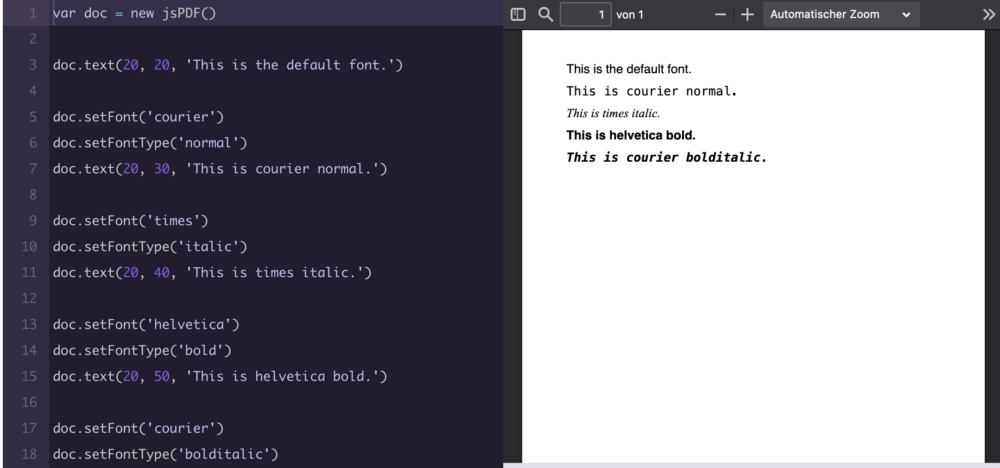 1 var doc = new jsPDF()
2
3 doc.text(20, 20, 'This is the default font.')
4
5 doc.setFont('courier')
6 doc.setFontType('normal')
7 doc.text(20, 30, 'This is courier normal.')
8
9 doc.setFont('times')
10 doc.setFontType('italic')
11 doc.text(20, 40, 'This is times italic.')
12
13 doc.setFont('helvetica')
14 doc.setFontType('bold')
15 doc.text(20, 50, 'This is helvetica bold.')
16
17 doc.setFont('courier')
18 doc.setFontType('bolditalic')
1 von 1 Automatischer Zoom
This is the default font.
This is courier normal.
This is times italic.
This is helvetica bold.
This is courier bolditalic.